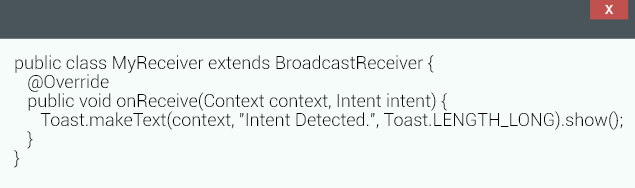 X
public class MyReceiver extends BroadcastReceiver {
@Override
public void onReceive(Context context, Intent intent) {
Toast.makeText(context, "Intent Detected.", Toast.LENGTH_LONG).show();
}
}